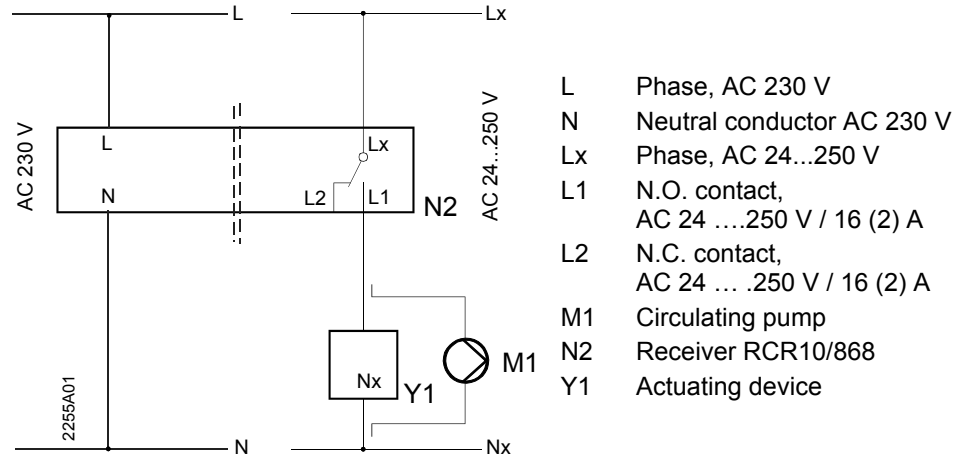 L
Lx
AC 230 V
L
N
Lx
L2
L1
N2
AC 24...250 V
Nx
Y1
M1
2255A01
N
Nx
L Phase, AC 230 V
N Neutral conductor AC 230 V
Lx Phase, AC 24...250 V
L1 N.O. contact,
AC 24 ....250 V / 16 (2) A
L2 N.C. contact,
AC 24 ... .250 V / 16 (2) A
M1 Circulating pump
N2 Receiver RCR10/868
Y1 Actuating device